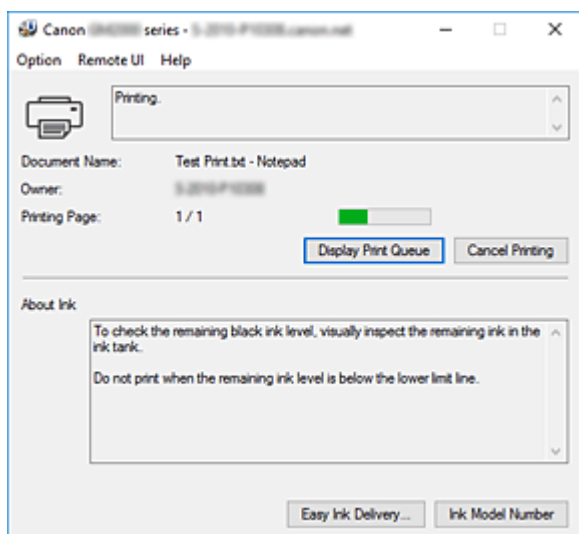 Canon series -
Option Remote UI Help
Printing.
Document Name: Test Print.txt - Notepad
Owner:
Printing Page: 1 / 1
Display Print Queue Cancel Printing
About Ink
To check the remaining black ink level, visually inspect the remaining ink in the
ink tank.
Do not print when the remaining ink level is below the lower limit line.
Easy Ink Delivery... Ink Model Number